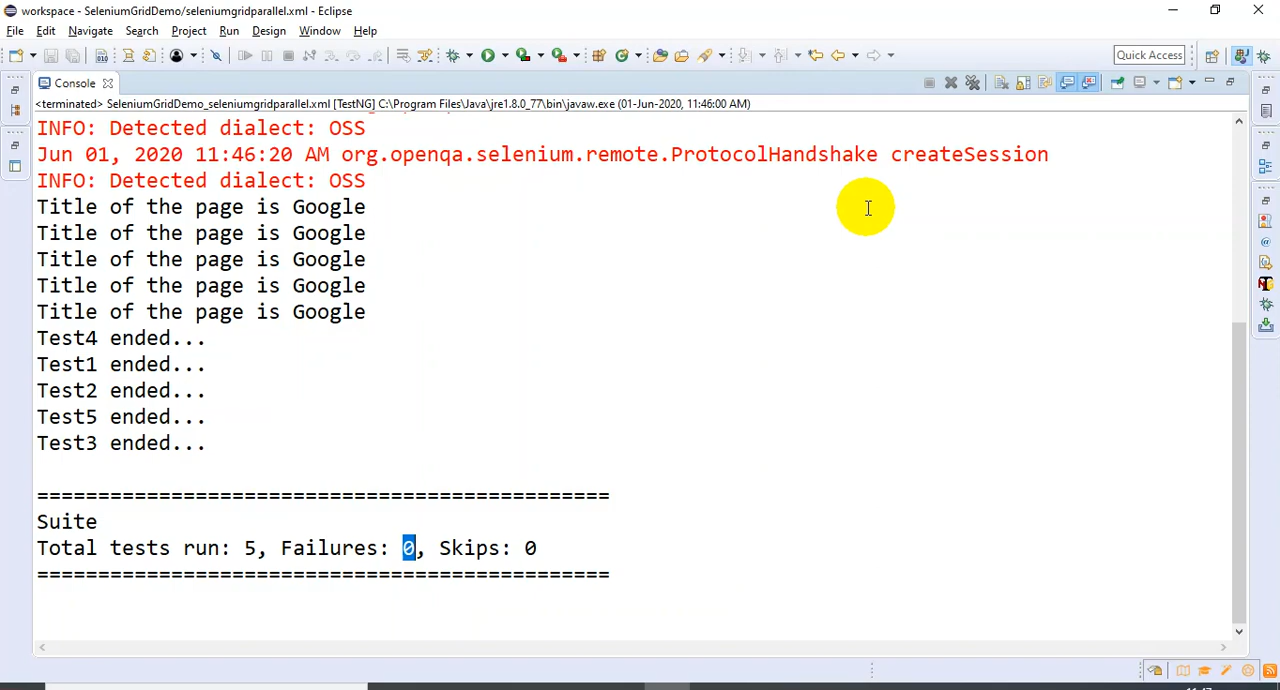 workspace - SeleniumGridDemo/seleniumgridparallel.xml - Eclipse
File Edit Navigate Search Project Run Design Window Help
Quick Access
Console
<terminated> SeleniumGridDemo_seleniumgridparallel.xml [TestNG] C:\Program Files\Java\jre1.8.0_77\bin\javaw.exe (01-Jun-2020, 11:46:00 AM)
INFO: Detected dialect: OSS
Jun 01, 2020 11:46:20 AM org.openqa.selenium.remote.ProtocolHandshake createSession
INFO: Detected dialect: OSS
Title of the page is Google
Title of the page is Google
Title of the page is Google
Title of the page is Google
Title of the page is Google
Test4 ended...
Test1 ended...
Test2 ended...
Test5 ended...
Test3 ended...
===============================================
Suite
Total tests run: 5, Failures: 0, Skips: 0
===============================================